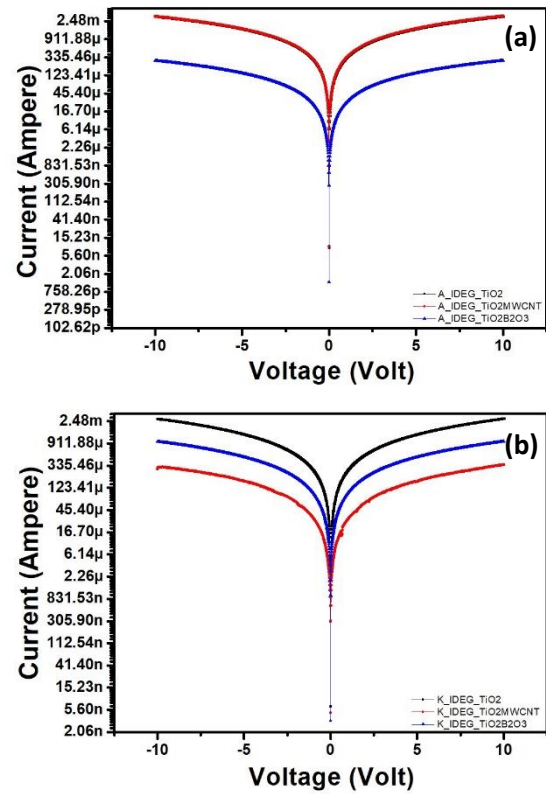 (a)
Current (Ampere)
2.48m
911.88µ
335.46µ
123.41µ
45.40µ
16.70µ
6.14µ
2.26µ
831.53n
305.90n
112.54n
41.40n
15.23n
5.60n
2.06n
758.26p
278.95p
102.62p
A_IDEG_TiO2
A_IDEG_TiO2MWCNT
A_IDEG_TiO2B2O3
-10 -5 0 5 10
Voltage (Volt)
(b)
Current (Ampere)
2.48m
911.88µ
335.46µ
123.41µ
45.40µ
16.70µ
6.14µ
2.26µ
831.53n
305.90n
112.54n
41.40n
15.23n
5.60n
2.06n
K_IDEG_TiO2
K_IDEG_TiO2MWCNT
K_IDEG_TiO2B2O3
-10 -5 0 5 10
Voltage (Volt)